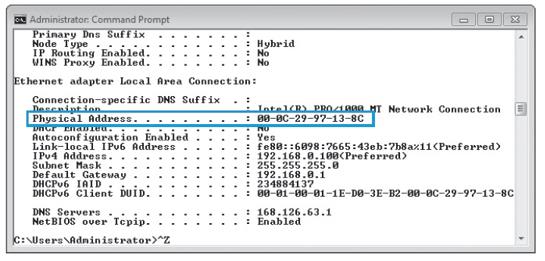 Administrator: Command Prompt
Primary Dns Suffix . . . . . . . :
Node Type . . . . . . . . . . . . : Hybrid
IP Routing Enabled. . . . . . . . : No
WINS Proxy Enabled. . . . . . . . : No
Ethernet adapter Local Area Connection:
Connection-specific DNS Suffix . :
Description . . . . . . . . . . . : Intel(R) PRO/1000 MT Network Connection
Physical Address. . . . . . . . . : 00-0C-29-97-13-8C
DHCP Enabled. . . . . . . . . . . : No
Autoconfiguration Enabled . . . . : Yes
Link-local IPv6 Address . . . . . : fe80::6098:7665:43eb:7b8a%11(Preferred)
IPv4 Address. . . . . . . . . . . : 192.168.0.100(Preferred)
Subnet Mask . . . . . . . . . . . : 255.255.255.0
Default Gateway . . . . . . . . . : 192.168.0.1
DHCPv6 IAID . . . . . . . . . . . : 234884137
DHCPv6 Client DUID. . . . . . . . : 00-01-00-01-1E-D0-3E-B2-00-0C-29-97-13-8C
DNS Servers . . . . . . . . . . . : 168.126.63.1
NetBIOS over Tcpip. . . . . . . . : Enabled
C:\Users\Administrator>^Z